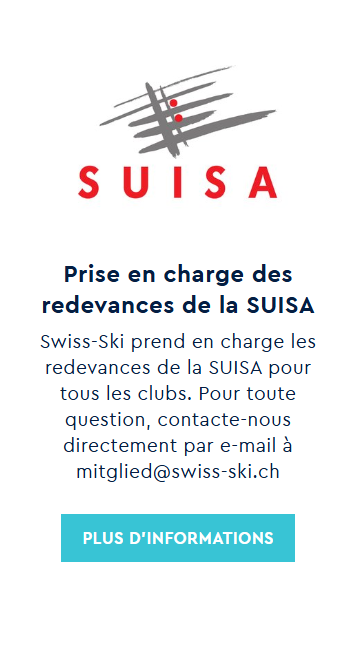 SUISA
Prise en charge des
redevances de la SUISA
Swiss-Ski prend en charge les
redevances de la SUISA pour
tous les clubs. Pour toute
question, contacte-nous
directement par e-mail à
mitglied@swiss-ski.ch
PLUS D'INFORMATIONS